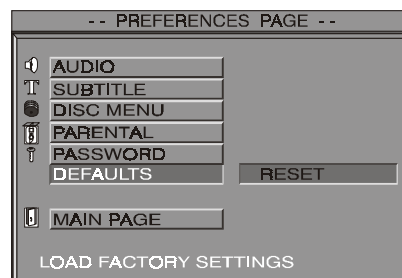 -- PREFERENCES PAGE --
AUDIO
T SUBTITLE
DISC MENU
PARENTAL
PASSWORD
DEFAULTS RESET
MAIN PAGE
LOAD FACTORY SETTINGS